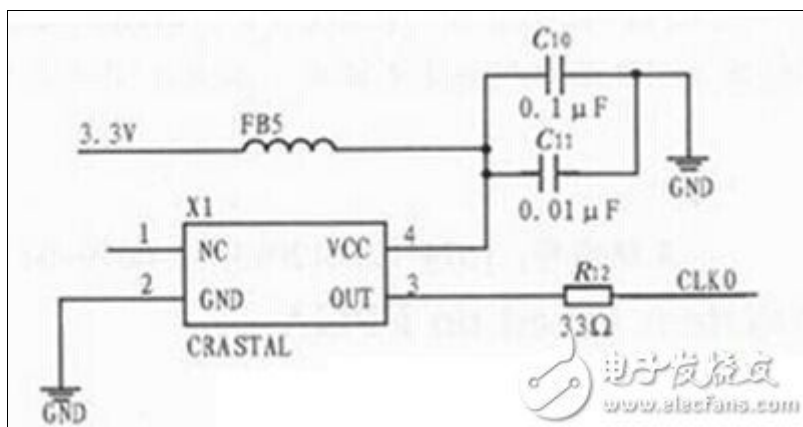 C10
0.1μF
3.3V
FB5
C11
0.01μF
GND
X1
1
NC
VCC
4
2
GND
OUT
3
R12
33Ω
CLK0
CRASTAL
GND
电子发烧友
www.elecfans.com